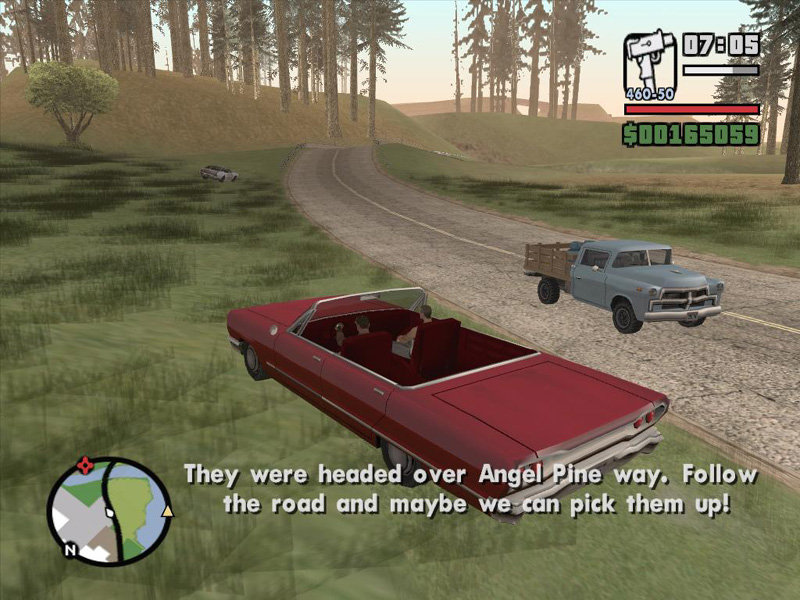 07:05
460-50
$00165059
They were headed over Angel Pine way. Follow
the road and maybe we can pick them up!
N